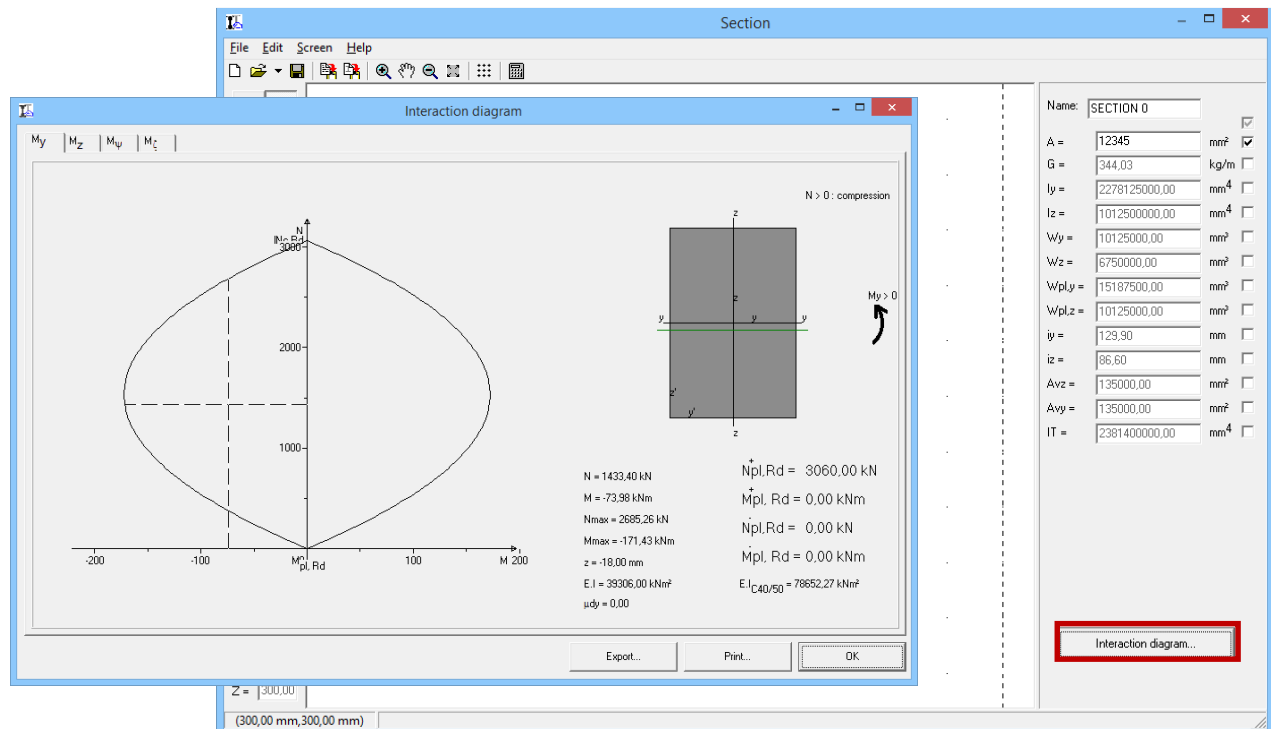 Section
File Edit Screen Help
Interaction diagram
My Mz Mψ Mζ
N > 0 : compression
N
3000
2000
1000
-200 -100 100 M 200
pl, Rd
z
z
y y y
z'
y'
z
My > 0
N = 1433,40 kN
M = -73,98 kNm
Nmax = 2685,26 kN
Mmax = -171,43 kNm
z = -18,00 mm
E.I = 39306,00 kNm²
μdy = 0,00
+
Npl,Rd = 3060,00 kN
+
Mpl, Rd = 0,00 kNm
-
Npl,Rd = 0,00 kN
-
Mpl, Rd = 0,00 kNm
E.I C40/50 = 78652,27 kNm²
Export... Print... OK
Name: SECTION 0
A = 12345 mm²
G = 344,03 kg/m
Iy = 2278125000,00 mm4
Iz = 1012500000,00 mm4
Wy = 10125000,00 mm³
Wz = 6750000,00 mm³
Wpl,y = 15187500,00 mm³
Wpl,z = 10125000,00 mm³
iy = 129,90 mm
iz = 86,60 mm
Avz = 135000,00 mm²
Avy = 135000,00 mm²
IT = 2381400000,00 mm4
Interaction diagram...
Z = 300,00
(300,00 mm,300,00 mm)